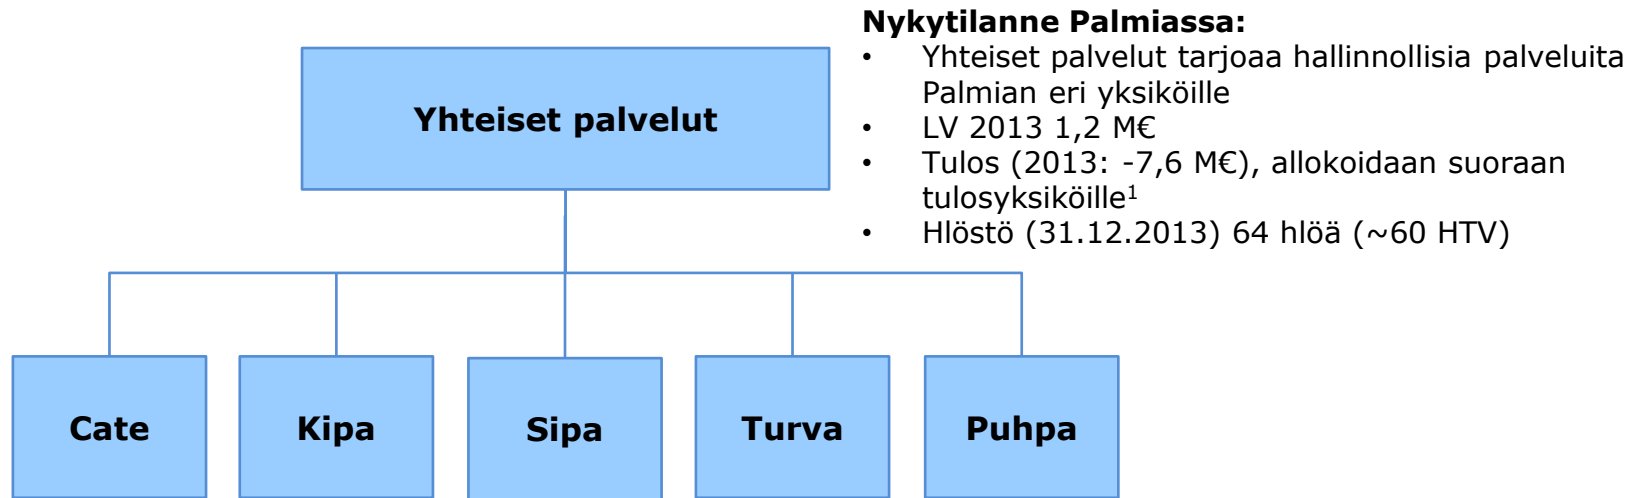 Nykytilanne Palmiassa:
• Yhteiset palvelut tarjoaa hallinnollisia palveluita
Palmian eri yksiköille
• LV 2013 1,2 M€
• Tulos (2013: -7,6 M€), allokoidaan suoraan
tulosyksiköille¹
• Hlöstö (31.12.2013) 64 hlöä (~60 HTV)
Yhteiset palvelut
Cate
Kipa
Sipa
Turva
Puhpa